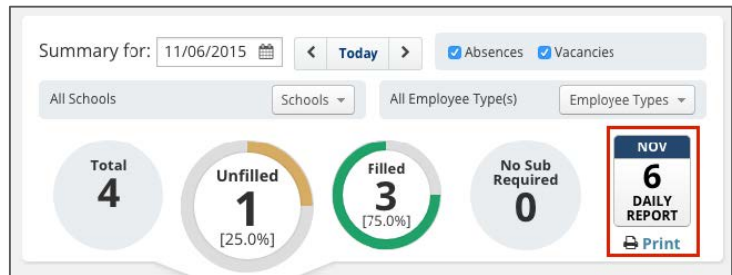 Summary for: 11/06/2015 < Today > Absences Vacancies
All Schools Schools All Employee Type(s) Employee Types
Total
4
Unfilled
1
[25.0%]
Filled
3
[75.0%]
No Sub
Required
0
NOV
6
DAILY
REPORT
Print